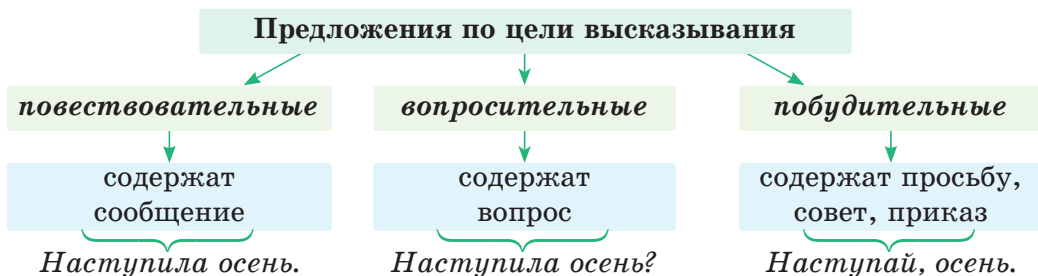 Предложения по цели высказывания
повествовательные
вопросительные
побудительные
содержат
сообщение
содержат
вопрос
содержат просьбу,
совет, приказ
Наступила осень.
Наступила осень?
Наступай, осень.